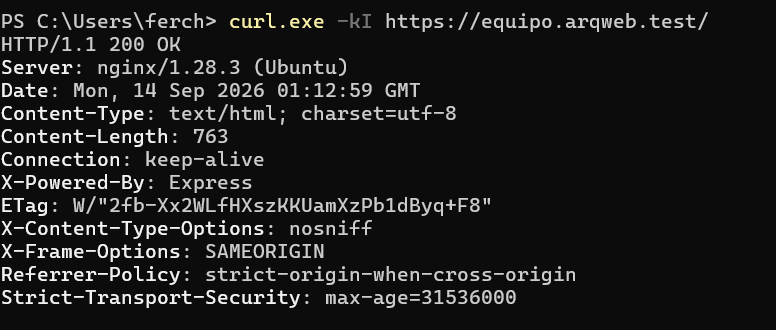 PS C:\Users\ferch> curl.exe -kI https://equipo.arqweb.test/
HTTP/1.1 200 OK
Server: nginx/1.28.3 (Ubuntu)
Date: Mon, 14 Sep 2026 01:12:59 GMT
Content-Type: text/html; charset=utf-8
Content-Length: 763
Connection: keep-alive
X-Powered-By: Express
ETag: W/"2fb-Xx2WLfHXszKKUamXzPb1dByq+F8"
X-Content-Type-Options: nosniff
X-Frame-Options: SAMEORIGIN
Referrer-Policy: strict-origin-when-cross-origin
Strict-Transport-Security: max-age=31536000